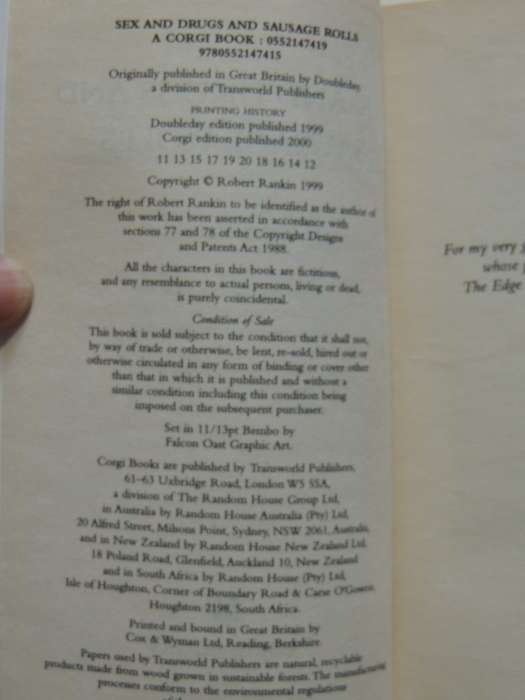 SEX AND DRUGS AND SAUSAGE ROLLS
A CORGI BOOK : 0552147419
9780552147415
Originally published in Great Britain by Doubleday,
a division of Transworld Publishers
PRINTING HISTORY
Doubleday edition published 1999
Corgi edition published 2000
11 13 15 17 19 20 18 16 14 12
Copyright © Robert Rankin 1999
The right of Robert Rankin to be identified as the author of
this work has been asserted in accordance with
sections 77 and 78 of the Copyright Designs
and Patents Act 1988.
All the characters in this book are fictitious,
and any resemblance to actual persons, living or dead,
is purely coincidental.
Condition of Sale
This book is sold subject to the condition that it shall not,
by way of trade or otherwise, be lent, re-sold, hired out or
otherwise circulated in any form of binding or cover other
than that in which it is published and without a
similar condition including this condition being
imposed on the subsequent purchaser.
Set in 11/13pt Bembo by
Falcon Oast Graphic Art.
Corgi Books are published by Transworld Publishers,
61–63 Uxbridge Road, London W5 5SA,
a division of The Random House Group Ltd,
in Australia by Random House Australia (Pty) Ltd,
20 Alfred Street, Milsons Point, Sydney, NSW 2061, Australia,
and in New Zealand by Random House New Zealand Ltd,
18 Poland Road, Glenfield, Auckland 10, New Zealand
and in South Africa by Random House (Pty) Ltd,
Isle of Houghton, Corner of Boundary Road & Carse O'Gowrie,
Houghton 2198, South Africa.
Printed and bound in Great Britain by
Cox & Wyman Ltd, Reading, Berkshire.
Papers used by Transworld Publishers are natural, recyclable
products made from wood grown in sustainable forests. The manufacturing
processes conform to the environmental regulations
For my very
whose
The Edge